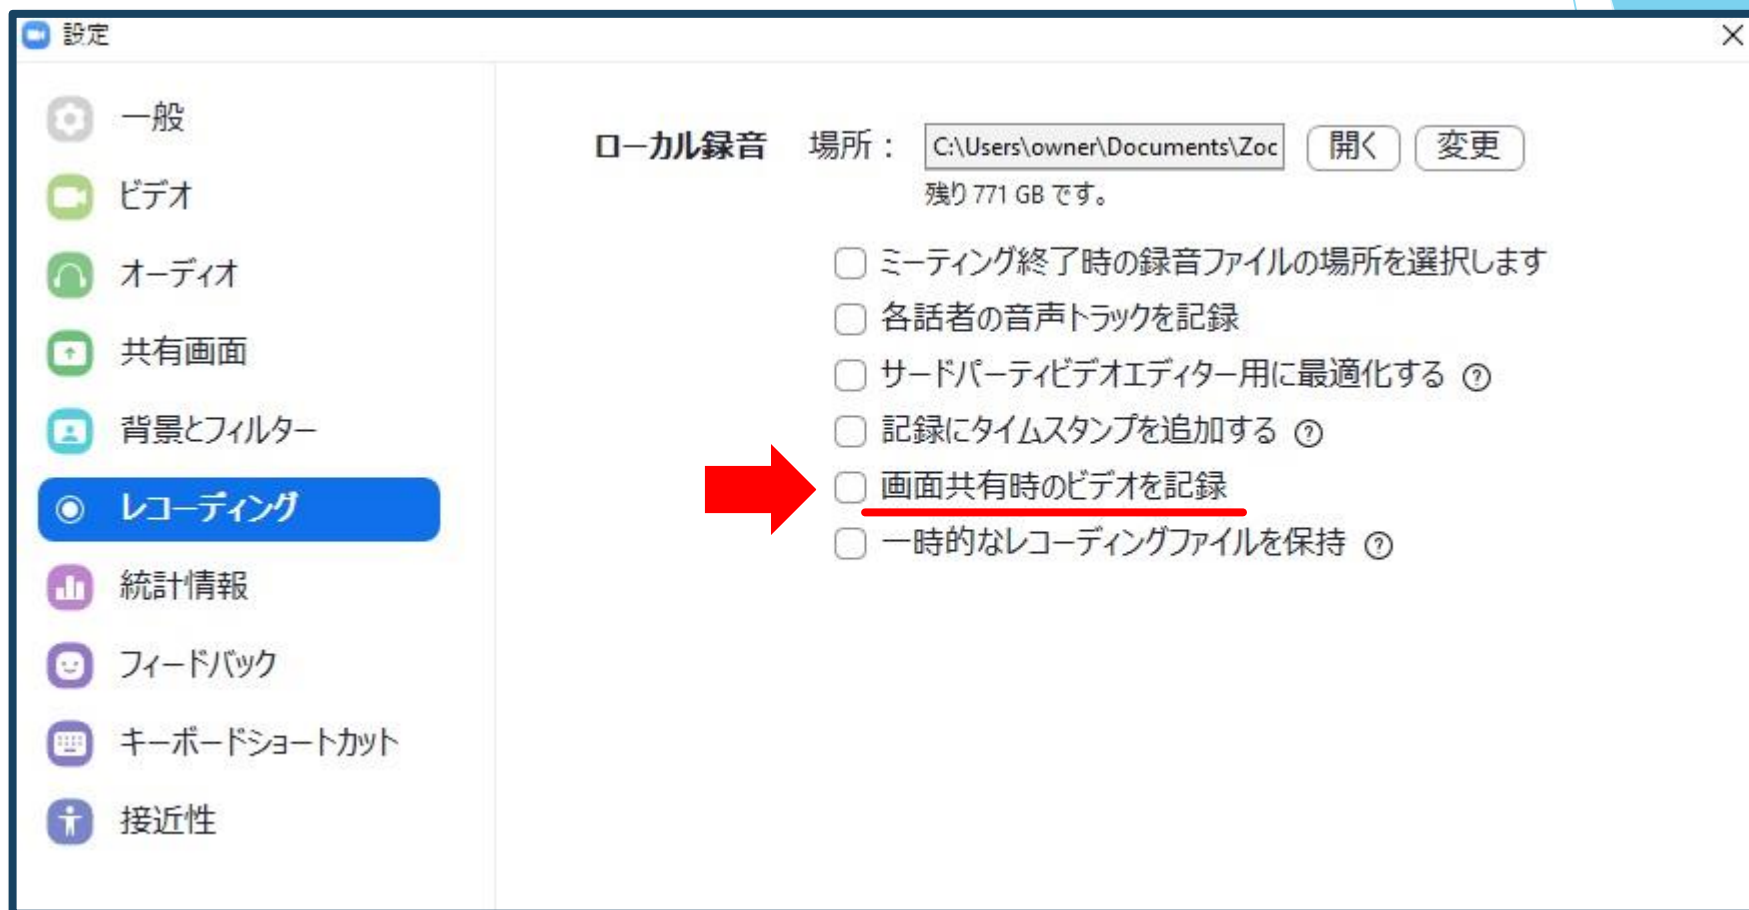 設定
一般
ビデオ
オーディオ
共有画面
背景とフィルター
レコーディング
統計情報
フィードバック
キーボードショートカット
接近性
ローカル録音 場所： C:\Users\owner\Documents\Zoc 開く 変更
残り 771 GB です。
ミーティング終了時の録音ファイルの場所を選択します
各話者の音声トラックを記録
サードパーティビデオエディター用に最適化する
記録にタイムスタンプを追加する
画面共有時のビデオを記録
一時的なレコーディングファイルを保持